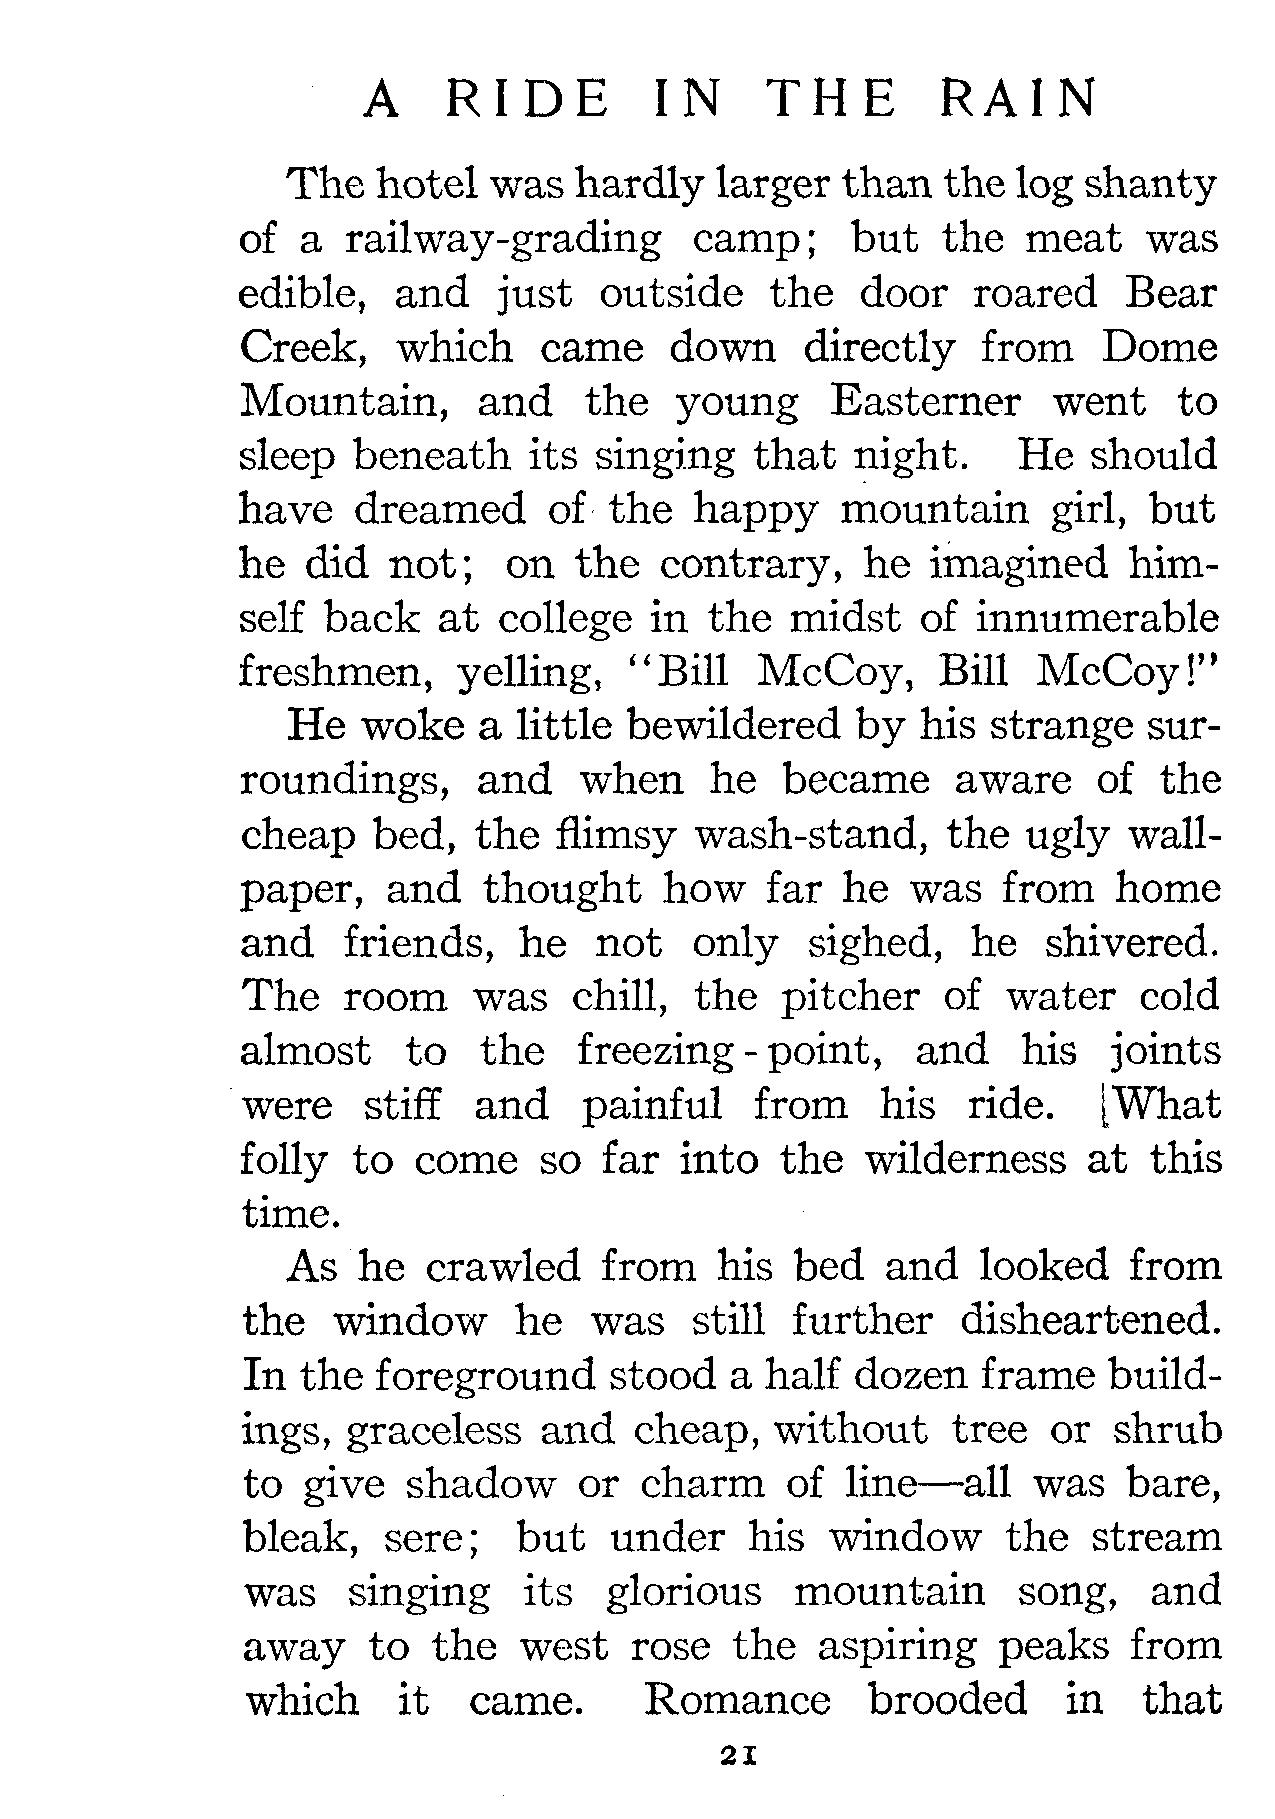 A RIDE IN THE RAIN
The hotel was hardly larger than the log shanty
of a railway-grading camp; but the meat was
edible, and just outside the door roared Bear
Creek, which came down directly from Dome
Mountain, and the young Easterner went to
sleep beneath its singing that night. He should
have dreamed of the happy mountain girl, but
he did not; on the contrary, he imagined him-
self back at college in the midst of innumerable
freshmen, yelling, "Bill McCoy, Bill McCoy!"
He woke a little bewildered by his strange sur-
roundings, and when he became aware of the
cheap bed, the flimsy wash-stand, the ugly wall-
paper, and thought how far he was from home
and friends, he not only sighed, he shivered.
The room was chill, the pitcher of water cold
almost to the freezing-point, and his joints
were stiff and painful from his ride. What
folly to come so far into the wilderness at this
time.
As he crawled from his bed and looked from
the window he was still further disheartened.
In the foreground stood a half dozen frame build-
ings, graceless and cheap, without tree or shrub
to give shadow or charm of line—all was bare,
bleak, sere; but under his window the stream
was singing its glorious mountain song, and
away to the west rose the aspiring peaks from
which it came. Romance brooded in that
21